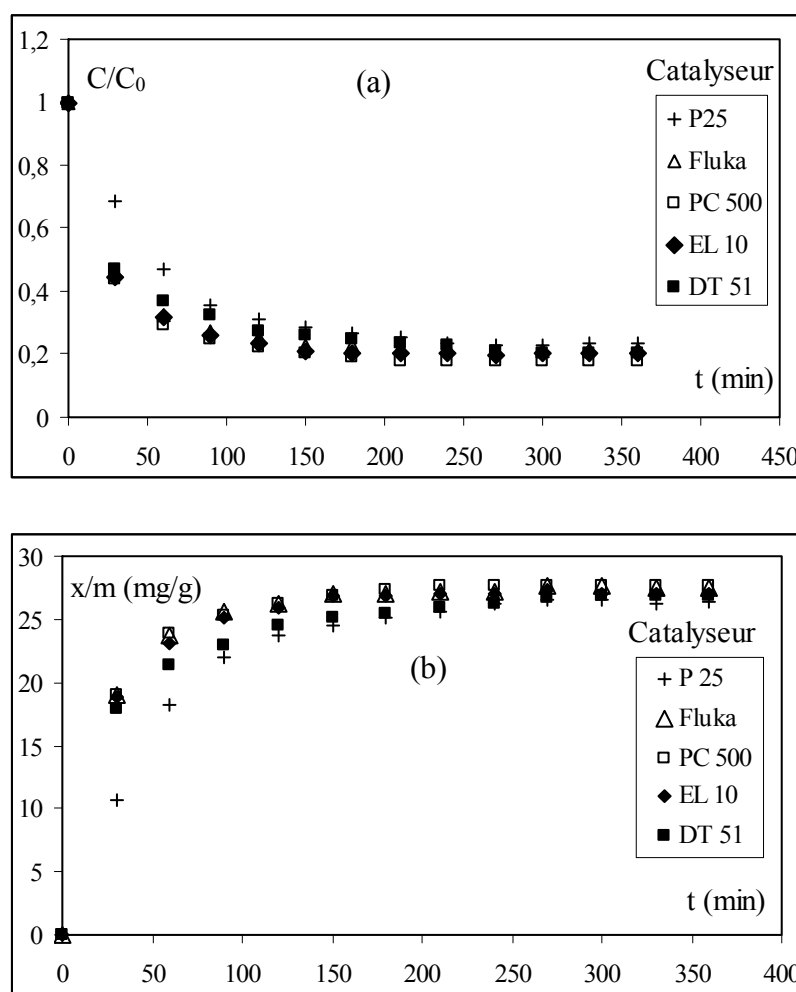 1,2
C/C0
(a)
Catalyseur
1
P25
Fluka
0,8
PC 500
EL 10
0,6
DT 51
0,4
0,2
t (min)
0
0 50 100 150 200 250 300 350 400 450
30
x/m (mg/g)
25
Catalyseur
(b)
20
P 25
Fluka
15
PC 500
EL 10
10
DT 51
5
t (min)
0
0 50 100 150 200 250 300 350 400